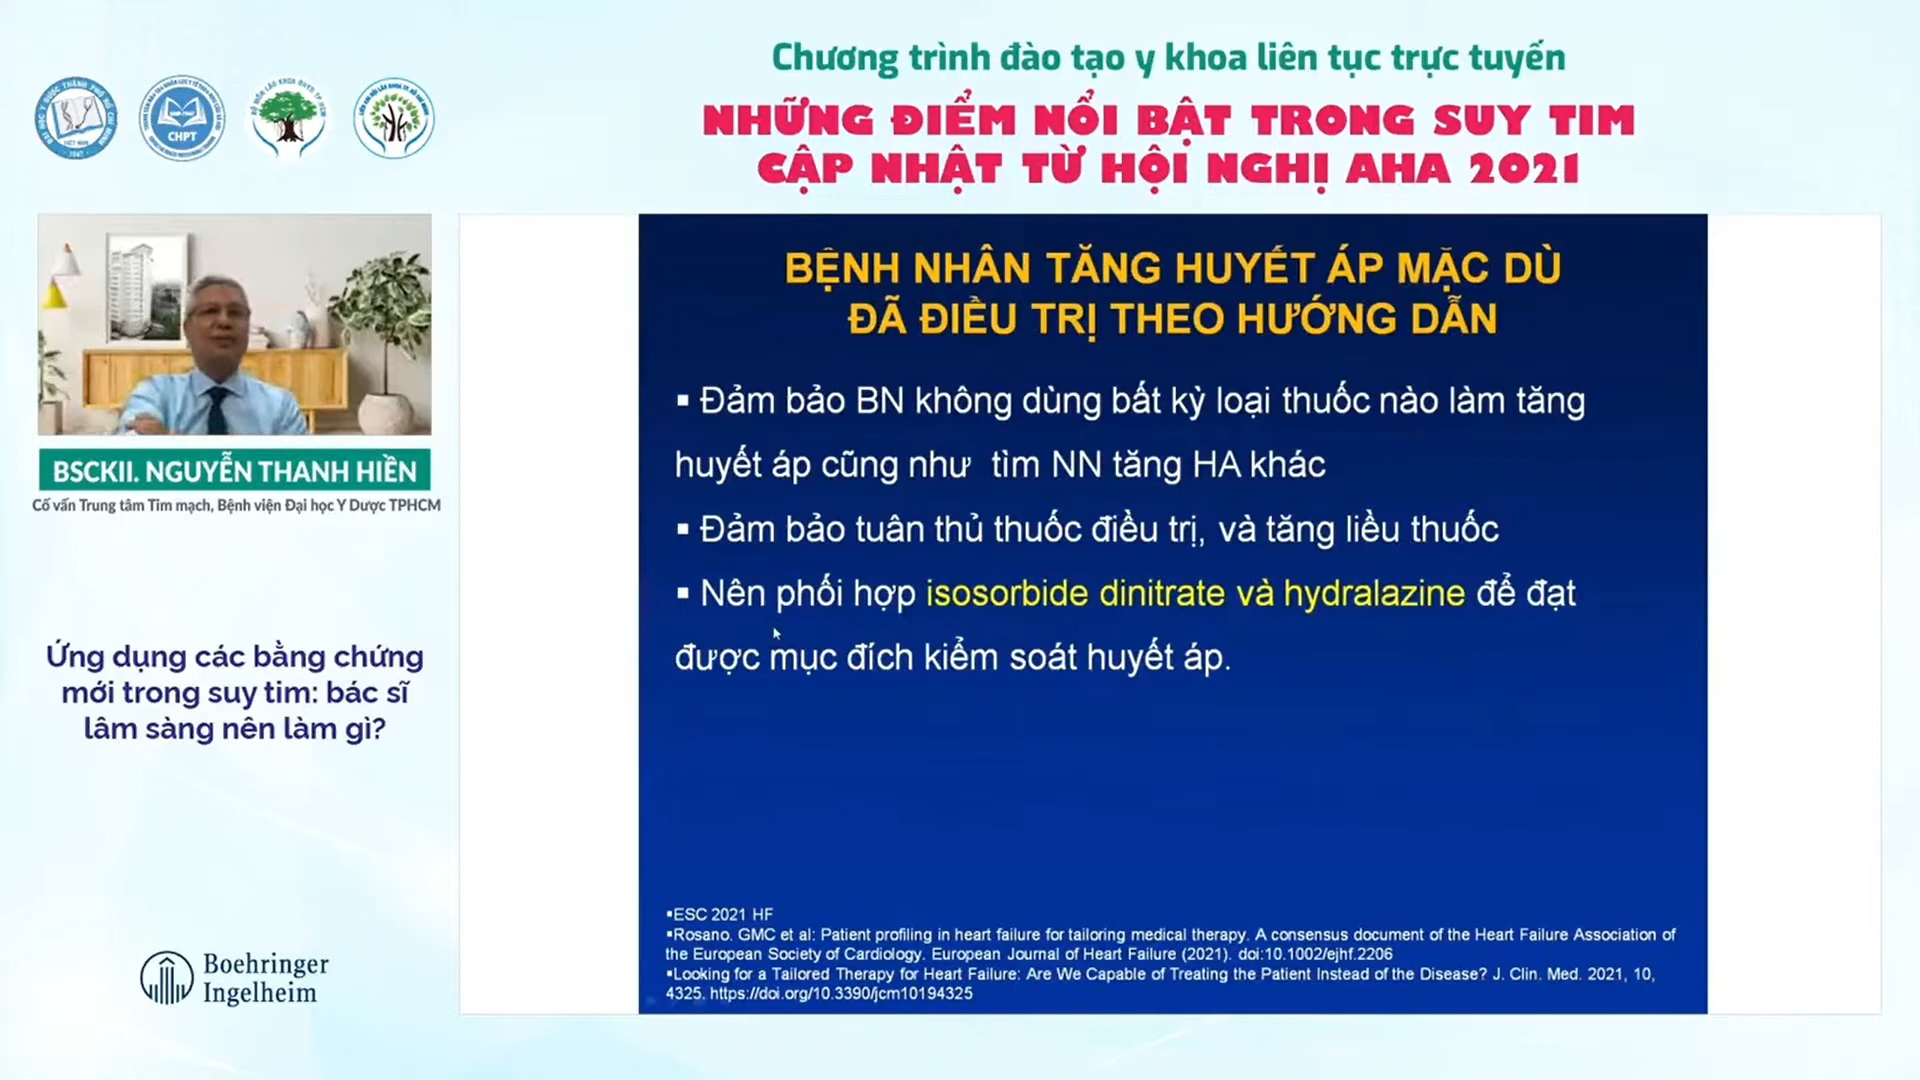 Chương trình đào tạo y khoa liên tục trực tuyến
NHỮNG ĐIỂM NỔI BẬT TRONG SUY TIM
CẬP NHẬT TỪ HỘI NGHỊ AHA 2021
CHPT
BSCKII. NGUYỄN THANH HIỀN
Cố vấn Trung tâm Tim mạch, Bệnh viện Đại học Y Dược TPHCM
Ứng dụng các bằng chứng
mới trong suy tim: bác sĩ
lâm sàng nên làm gì?
Boehringer
Ingelheim
BỆNH NHÂN TĂNG HUYẾT ÁP MẶC DÙ
ĐÃ ĐIỀU TRỊ THEO HƯỚNG DẪN
▪ Đảm bảo BN không dùng bất kỳ loại thuốc nào làm tăng
huyết áp cũng như tìm NN tăng HA khác
▪ Đảm bảo tuân thủ thuốc điều trị, và tăng liều thuốc
▪ Nên phối hợp isosorbide dinitrate và hydralazine để đạt
được mục đích kiểm soát huyết áp.
▪ESC 2021 HF
▪Rosano. GMC et al: Patient profiling in heart failure for tailoring medical therapy. A consensus document of the Heart Failure Association of
the European Society of Cardiology. European Journal of Heart Failure (2021). doi:10.1002/ejhf.2206
▪Looking for a Tailored Therapy for Heart Failure: Are We Capable of Treating the Patient Instead of the Disease? J. Clin. Med. 2021, 10,
4325. https://doi.org/10.3390/jcm10194325